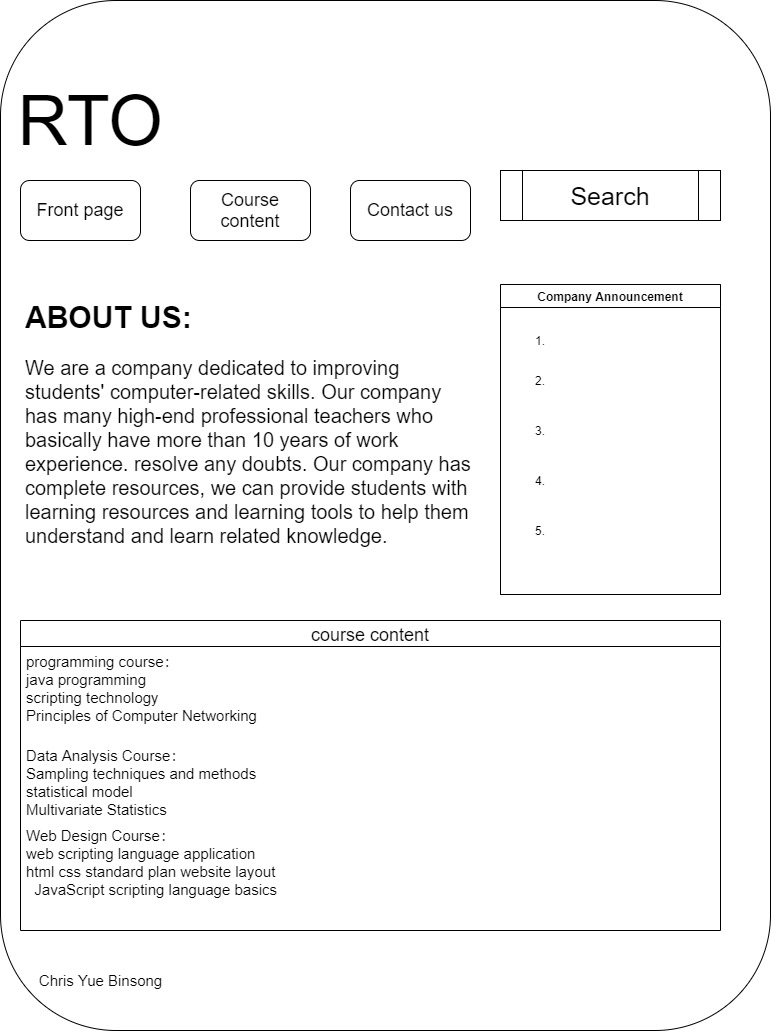 RTO
Front page
Course
content
Contact us
Search
ABOUT US:
We are a company dedicated to improving
students' computer-related skills. Our company
has many high-end professional teachers who
basically have more than 10 years of work
experience. resolve any doubts. Our company has
complete resources, we can provide students with
learning resources and learning tools to help them
understand and learn related knowledge.
Company Announcement
1.
2.
3.
4.
5.
course content
programming course：
java programming
scripting technology
Principles of Computer Networking
Data Analysis Course：
Sampling techniques and methods
statistical model
Multivariate Statistics
Web Design Course：
web scripting language application
html css standard plan website layout
JavaScript scripting language basics
Chris Yue Binsong